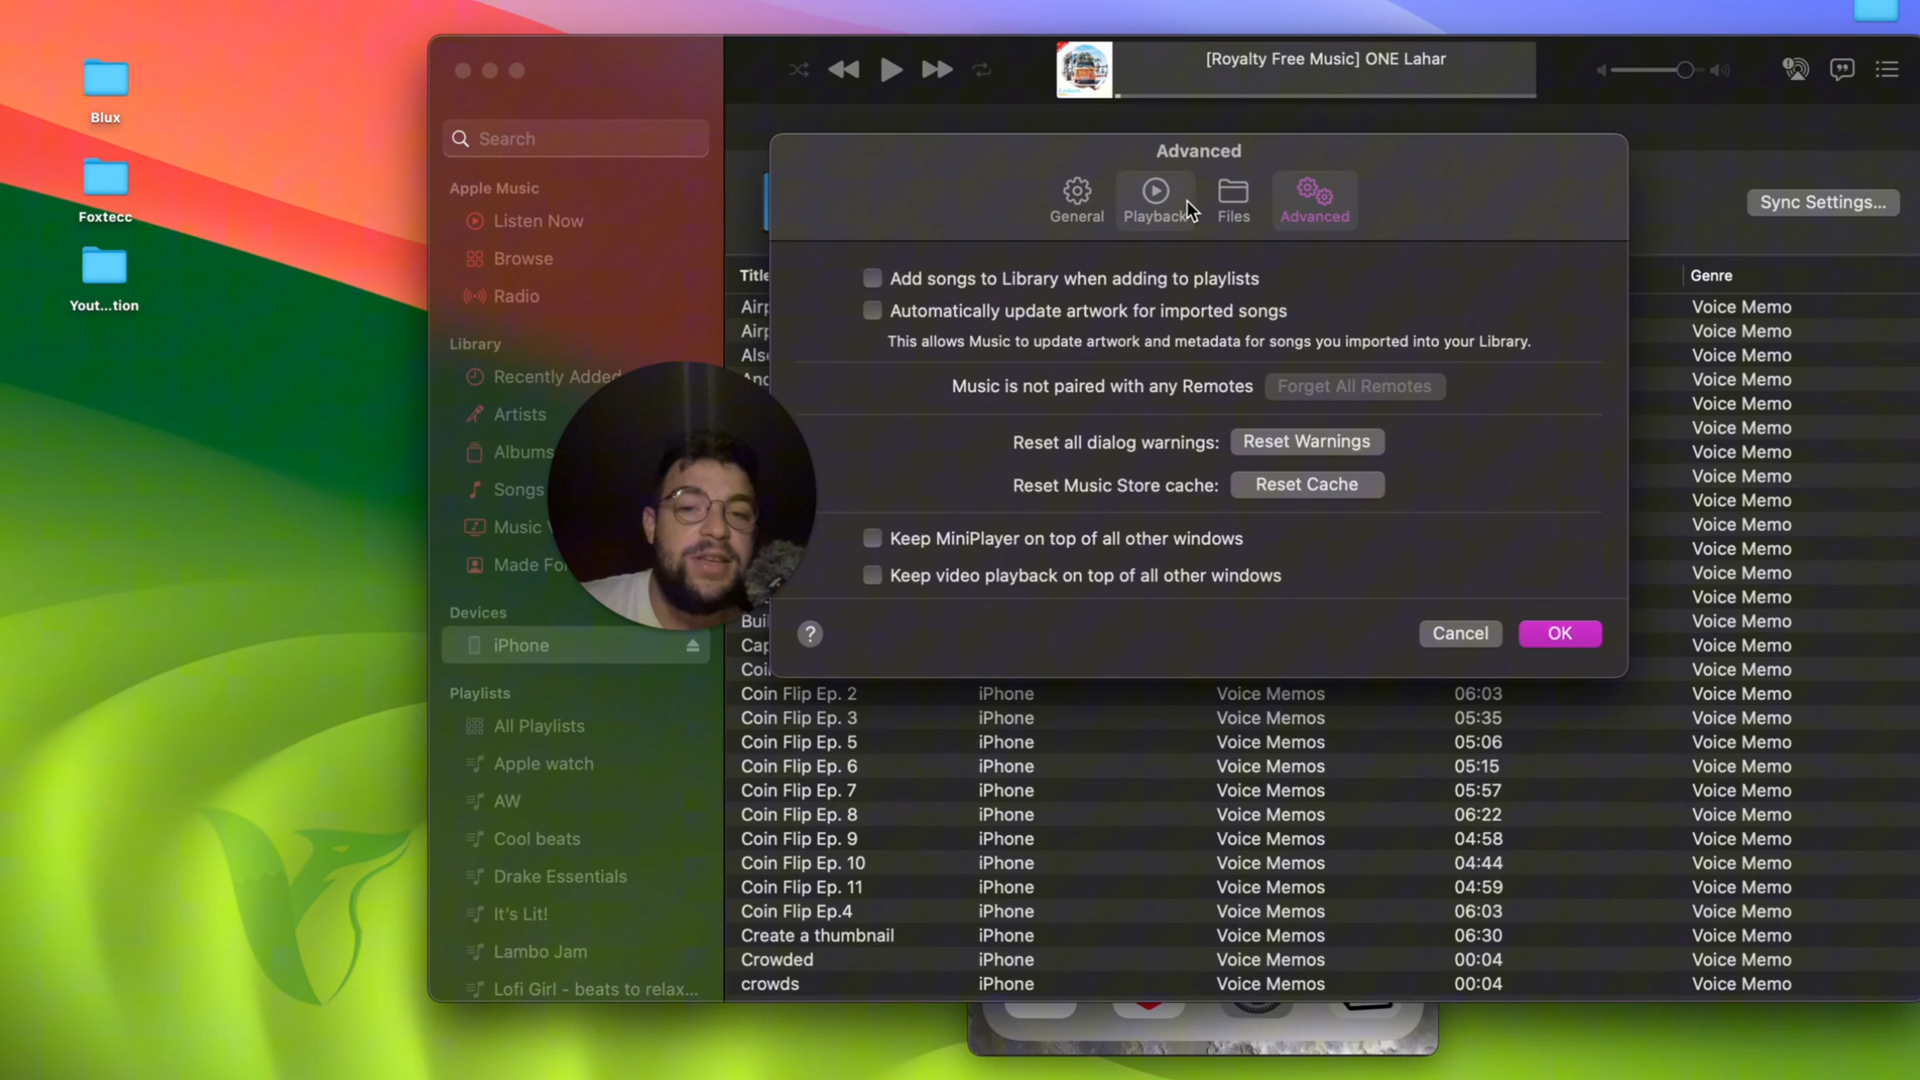 Blux
Foxtecc
Yout...tion
Search
Apple Music
Listen Now
Browse
Radio
Library
Recently Added
Artists
Albums
Songs
Music
Made Fo
Devices
iPhone
Playlists
All Playlists
Apple watch
AW
Cool beats
Drake Essentials
It's Lit!
Lambo Jam
Lofi Girl - beats to relax...
[Royalty Free Music] ONE Lahar
Sync Settings...
Advanced
General Playback Files Advanced
Add songs to Library when adding to playlists
Automatically update artwork for imported songs
This allows Music to update artwork and metadata for songs you imported into your Library.
Music is not paired with any Remotes Forget All Remotes
Reset all dialog warnings: Reset Warnings
Reset Music Store cache: Reset Cache
Keep MiniPlayer on top of all other windows
Keep video playback on top of all other windows
? Cancel OK
Title Genre
Airp Voice Memo
Airp Voice Memo
Also Voice Memo
Voice Memo
Voice Memo
Voice Memo
Voice Memo
Voice Memo
Voice Memo
Voice Memo
Voice Memo
Voice Memo
Voice Memo
Buil Voice Memo
Cap Voice Memo
Coi Voice Memo
Coin Flip Ep. 2 iPhone Voice Memos 06:03 Voice Memo
Coin Flip Ep. 3 iPhone Voice Memos 05:35 Voice Memo
Coin Flip Ep. 5 iPhone Voice Memos 05:06 Voice Memo
Coin Flip Ep. 6 iPhone Voice Memos 05:15 Voice Memo
Coin Flip Ep. 7 iPhone Voice Memos 05:57 Voice Memo
Coin Flip Ep. 8 iPhone Voice Memos 06:22 Voice Memo
Coin Flip Ep. 9 iPhone Voice Memos 04:58 Voice Memo
Coin Flip Ep. 10 iPhone Voice Memos 04:44 Voice Memo
Coin Flip Ep. 11 iPhone Voice Memos 04:59 Voice Memo
Coin Flip Ep.4 iPhone Voice Memos 06:03 Voice Memo
Create a thumbnail iPhone Voice Memos 06:30 Voice Memo
Crowded iPhone Voice Memos 00:04 Voice Memo
crowds iPhone Voice Memos 00:04 Voice Memo